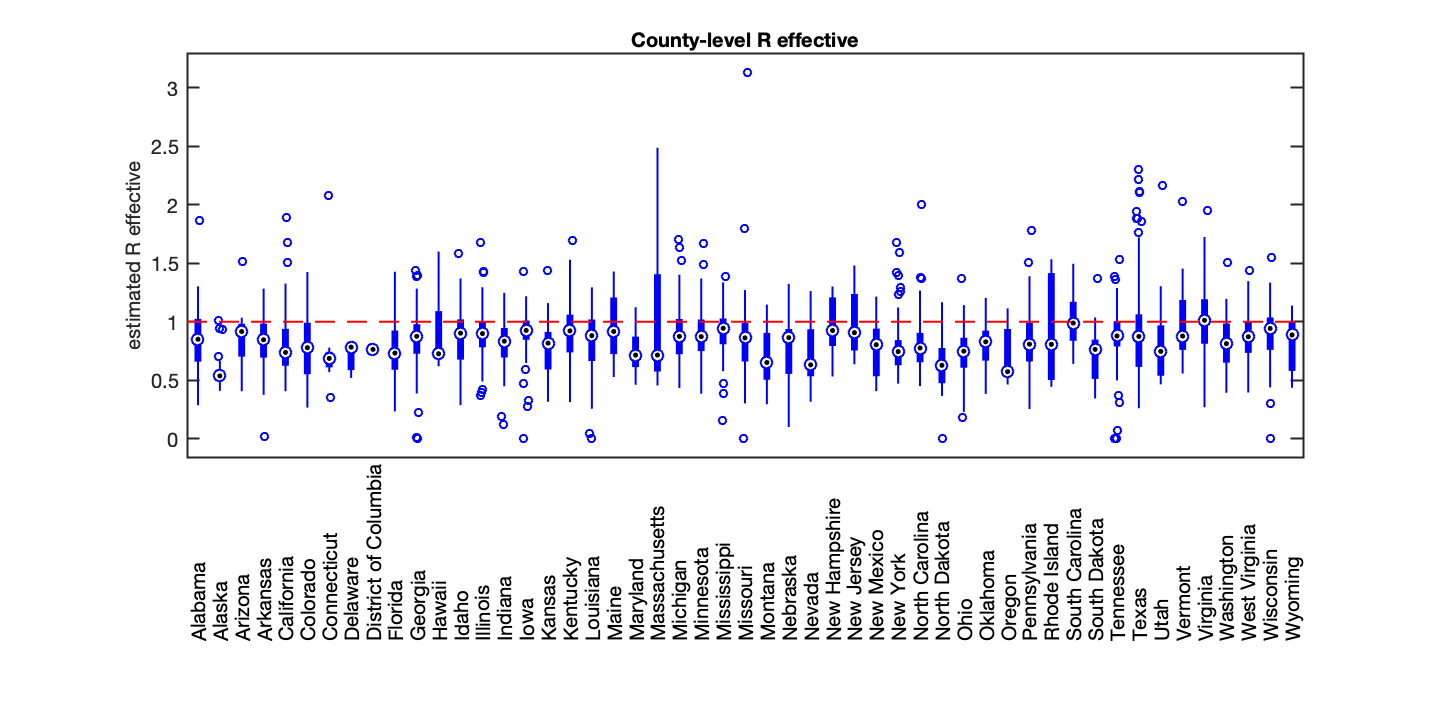 County-level R effective
estimated R effective
3
2.5
2
1.5
1
0.5
0
Alabama
Alaska
Arizona
Arkansas
California
Colorado
Connecticut
Delaware
District of Columbia
Florida
Georgia
Hawaii
Idaho
Illinois
Indiana
Iowa
Kansas
Kentucky
Louisiana
Maine
Maryland
Massachusetts
Michigan
Minnesota
Mississippi
Missouri
Montana
Nebraska
Nevada
New Hampshire
New Jersey
New Mexico
New York
North Carolina
North Dakota
Ohio
Oklahoma
Oregon
Pennsylvania
Rhode Island
South Carolina
South Dakota
Tennessee
Texas
Utah
Vermont
Virginia
Washington
West Virginia
Wisconsin
Wyoming